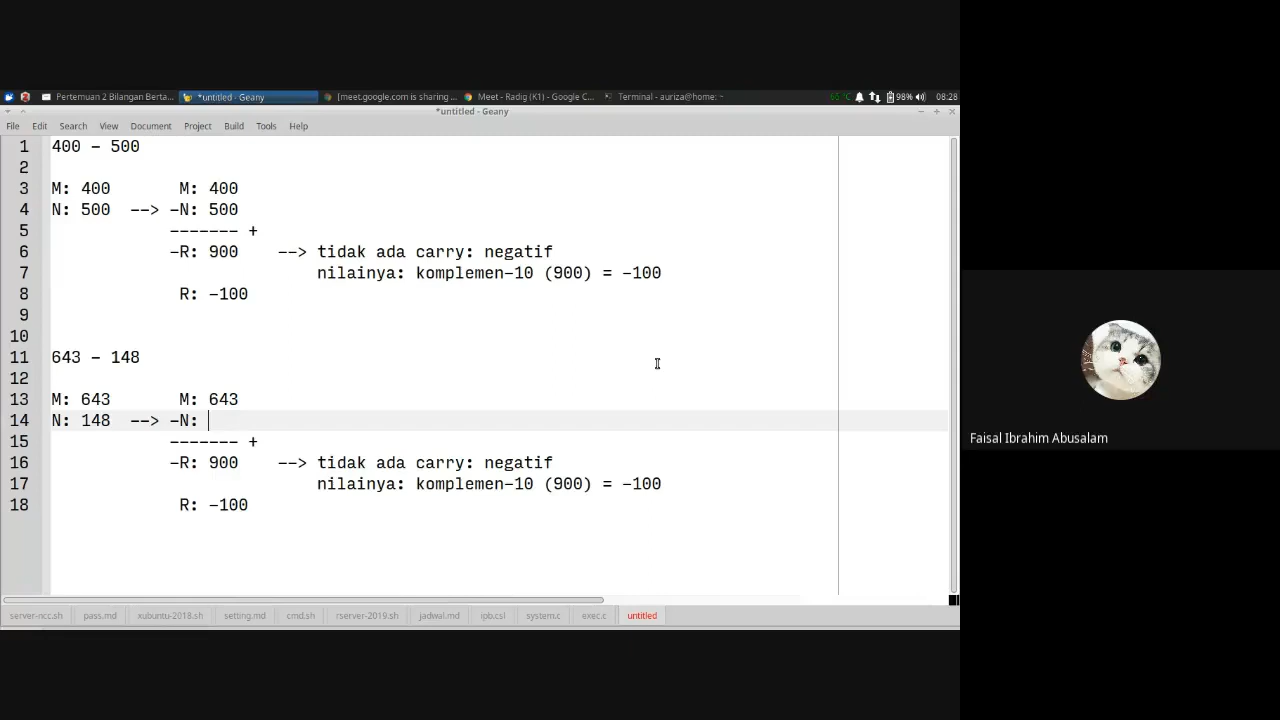 Pertemuan 2 Bilangan Berta... *untitled - Geany [meet.google.com is sharing ... Meet - Radig (K1) - Google C... Terminal - auriza@home: ~ 98% 08:28
*untitled - Geany
File Edit Search View Document Project Build Tools Help
1 400 - 500
2
3 M: 400 M: 400
4 N: 500 --> -N: 500
5 ------- +
6 -R: 900 --> tidak ada carry: negatif
7 nilainya: komplemen-10 (900) = -100
8 R: -100
9
10
11 643 - 148
12
13 M: 643 M: 643
14 N: 148 --> -N:
15 ------- +
16 -R: 900 --> tidak ada carry: negatif
17 nilainya: komplemen-10 (900) = -100
18 R: -100
server-ncc.sh pass.md xubuntu-2018.sh setting.md cmd.sh rserver-2019.sh jadwal.md ipb.csl system.c exec.c untitled
Faisal Ibrahim Abusalam